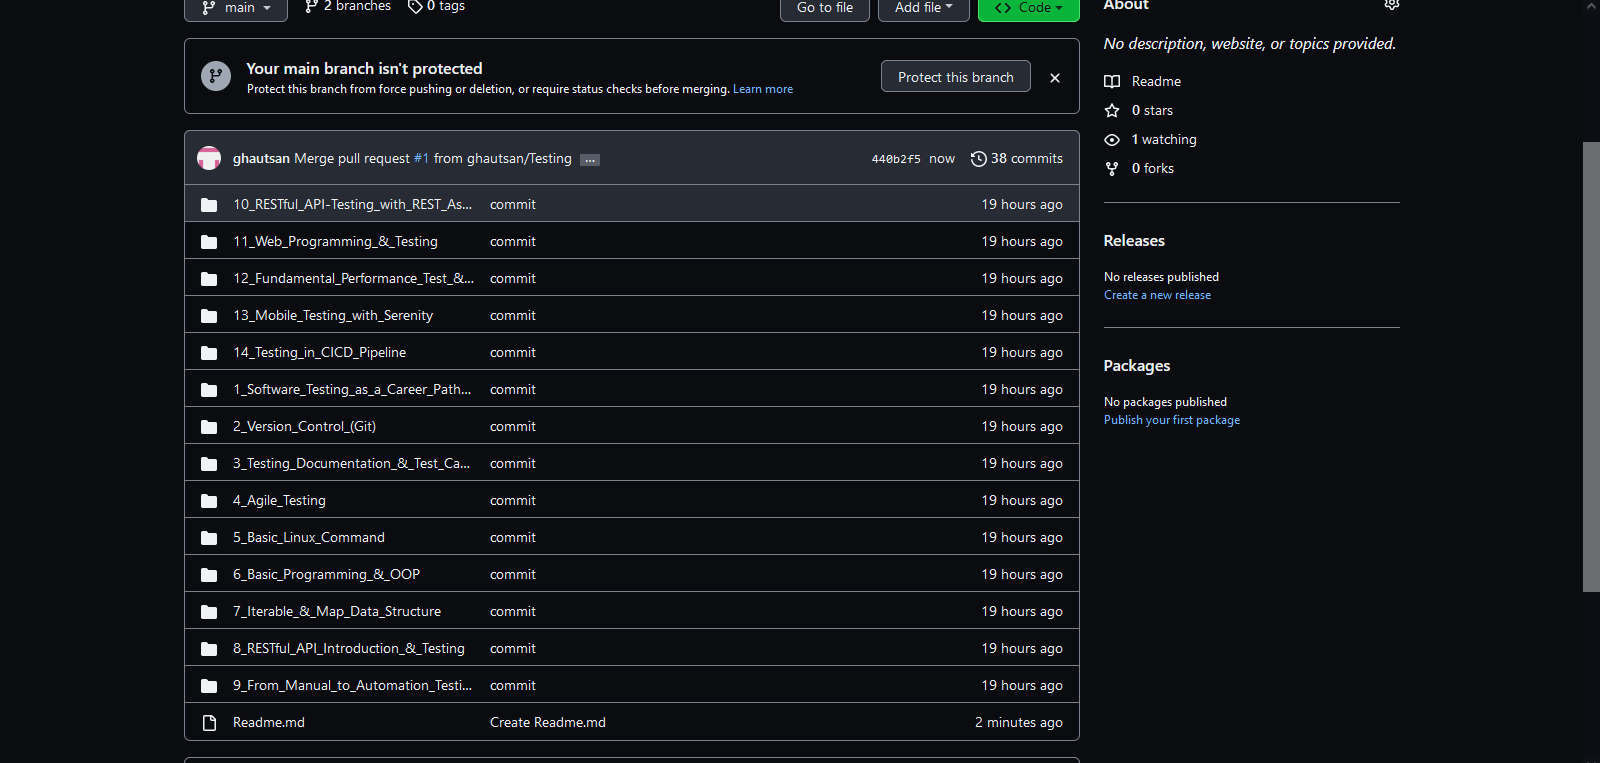 main
2 branches
0 tags
Go to file
Add file
Code
Your main branch isn't protected
Protect this branch from force pushing or deletion, or require status checks before merging. Learn more
Protect this branch
ghautsan Merge pull request #1 from ghautsan/Testing ...
440b2f5 now
38 commits
10_RESTful_API-Testing_with_REST_As... commit 19 hours ago
11_Web_Programming_&_Testing commit 19 hours ago
12_Fundamental_Performance_Test_&... commit 19 hours ago
13_Mobile_Testing_with_Serenity commit 19 hours ago
14_Testing_in_CICD_Pipeline commit 19 hours ago
1_Software_Testing_as_a_Career_Path... commit 19 hours ago
2_Version_Control_(Git) commit 19 hours ago
3_Testing_Documentation_&_Test_Ca... commit 19 hours ago
4_Agile_Testing commit 19 hours ago
5_Basic_Linux_Command commit 19 hours ago
6_Basic_Programming_&_OOP commit 19 hours ago
7_Iterable_&_Map_Data_Structure commit 19 hours ago
8_RESTful_API_Introduction_&_Testing commit 19 hours ago
9_From_Manual_to_Automation_Testi... commit 19 hours ago
Readme.md Create Readme.md 2 minutes ago
About
No description, website, or topics provided.
Readme
0 stars
1 watching
0 forks
Releases
No releases published
Create a new release
Packages
No packages published
Publish your first package